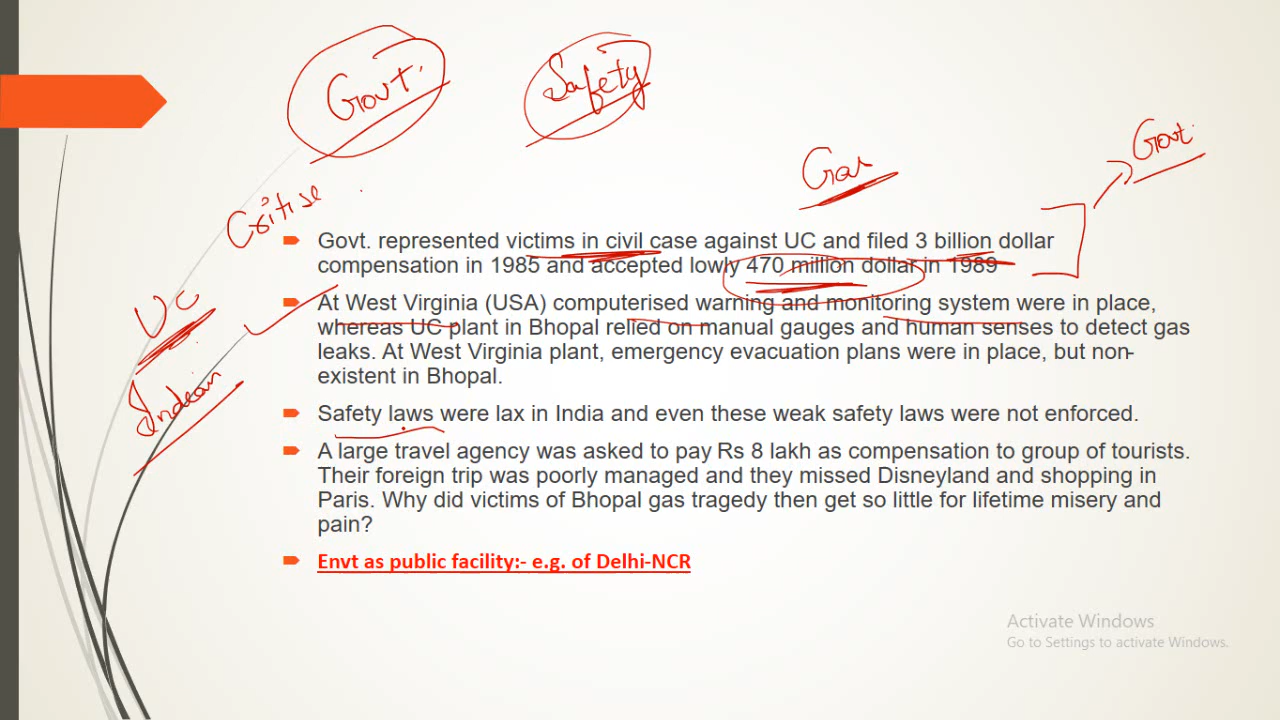 Govt.
Safety
Govt.
Critise
Govt. represented victims in civil case against UC and filed 3 billion dollar
compensation in 1985 and accepted lowly 470 million dollar in 1989
UC
At West Virginia (USA) computerised warning and monitoring system were in place,
whereas UC plant in Bhopal relied on manual gauges and human senses to detect gas
leaks. At West Virginia plant, emergency evacuation plans were in place, but non-
existent in Bhopal.
Indian
Safety laws were lax in India and even these weak safety laws were not enforced.
A large travel agency was asked to pay Rs 8 lakh as compensation to group of tourists.
Their foreign trip was poorly managed and they missed Disneyland and shopping in
Paris. Why did victims of Bhopal gas tragedy then get so little for lifetime misery and
pain?
Envt as public facility:- e.g. of Delhi-NCR
Activate Windows
Go to Settings to activate Windows.